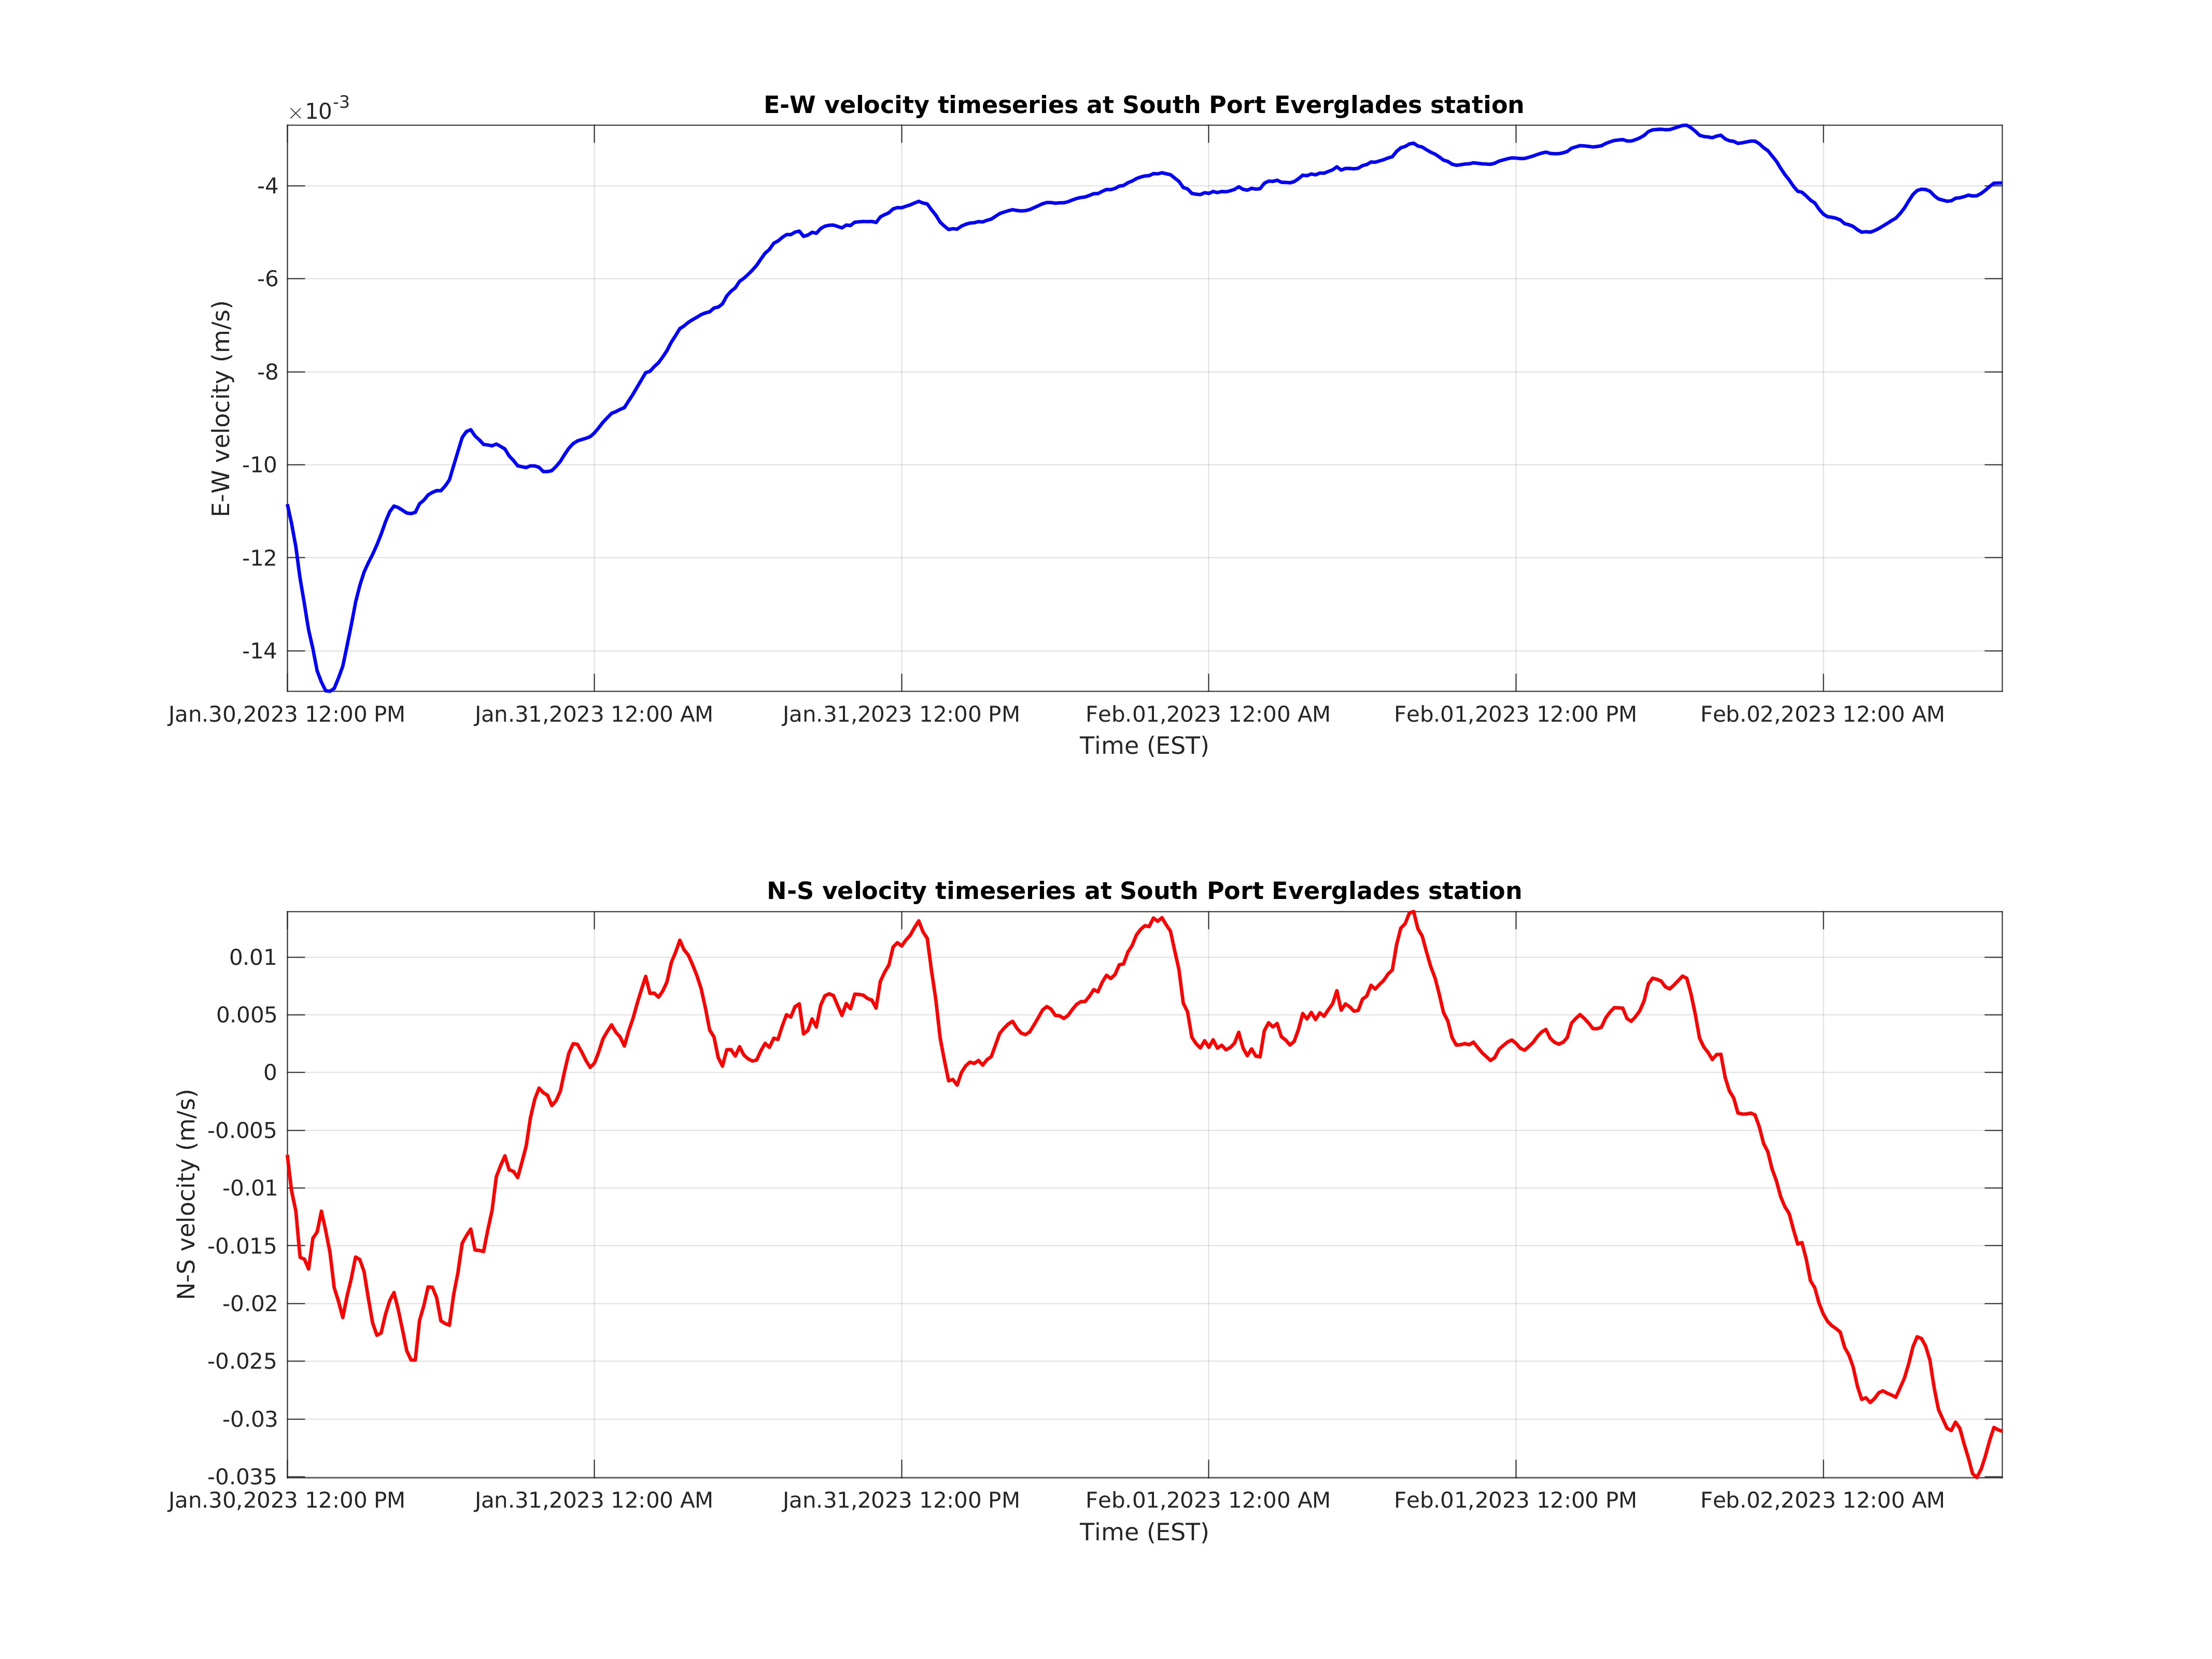 ×10-3
E-W velocity timeseries at South Port Everglades station
-4
-6
-8
-10
-12
-14
E-W velocity (m/s)
Jan.30,2023 12:00 PM Jan.31,2023 12:00 AM Jan.31,2023 12:00 PM Feb.01,2023 12:00 AM Feb.01,2023 12:00 PM Feb.02,2023 12:00 AM
Time (EST)
N-S velocity timeseries at South Port Everglades station
0.01
0.005
0
-0.005
-0.01
-0.015
-0.02
-0.025
-0.03
-0.035
N-S velocity (m/s)
Jan.30,2023 12:00 PM Jan.31,2023 12:00 AM Jan.31,2023 12:00 PM Feb.01,2023 12:00 AM Feb.01,2023 12:00 PM Feb.02,2023 12:00 AM
Time (EST)